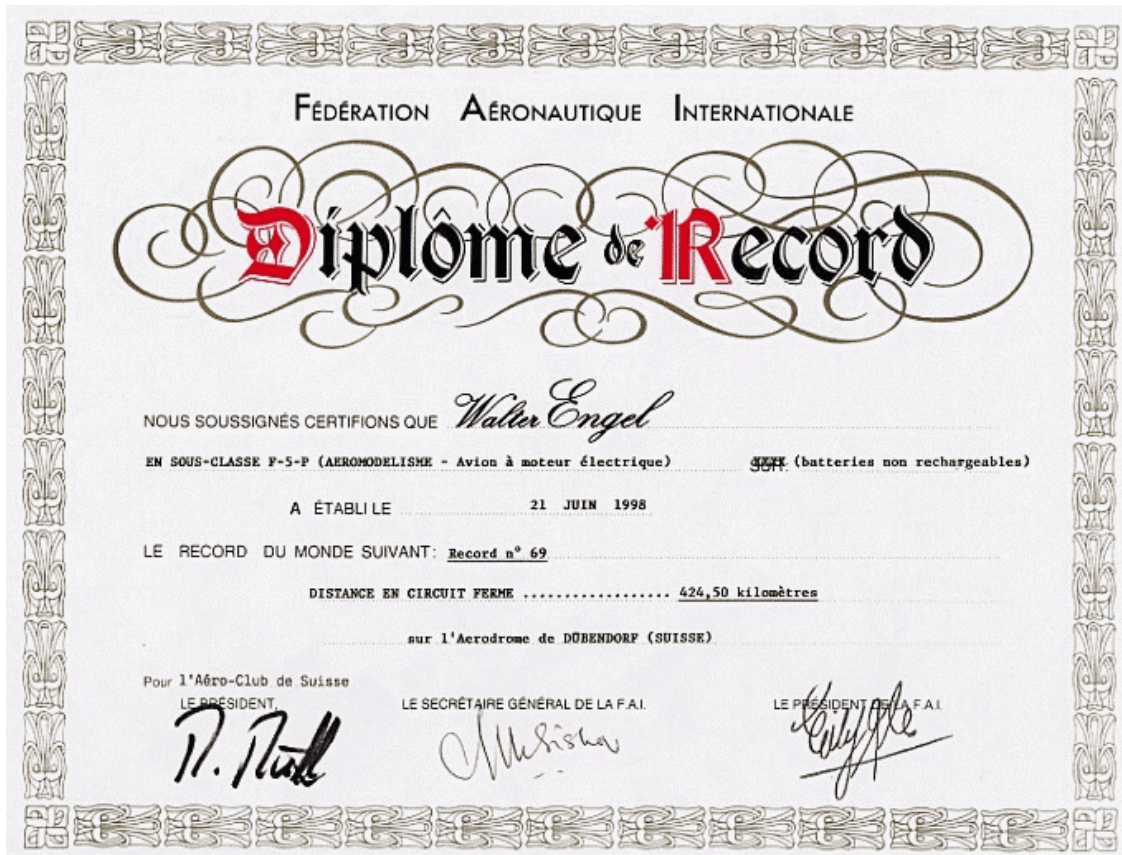 FÉDÉRATION AÉRONAUTIQUE INTERNATIONALE
Diplôme de Record
NOUS SOUSSIGNÉS CERTIFIONS QUE Walter Engel
EN SOUS-CLASSE F-5-P (AEROMODELISME - Avion à moteur électrique) (batteries non rechargeables)
A ÉTABLI LE 21 JUIN 1998
LE RECORD DU MONDE SUIVANT: Record n° 69
DISTANCE EN CIRCUIT FERME .................. 424,50 kilomètres
sur l'Aerodrome de DÜBENDORF (SUISSE)
Pour l'Aéro-Club de Suisse
LE PRÉSIDENT, LE SECRÉTAIRE GÉNÉRAL DE LA F.A.I. LE PRÉSIDENT DE LA F.A.I.